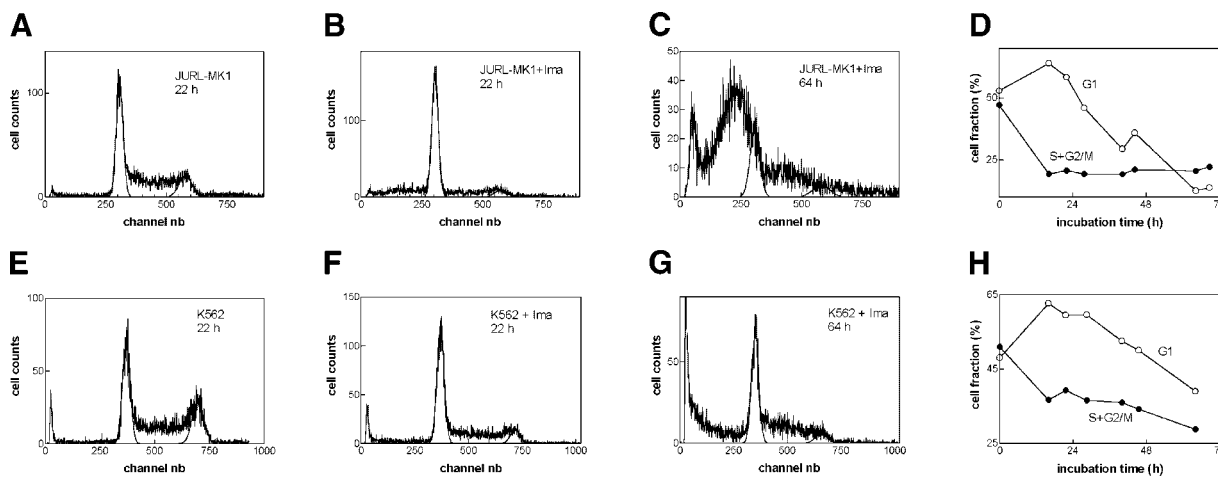 A
JURL-MK1
22 h
cell counts
100
0
0
250
500
750
channel nb
B
JURL-MK1+Ima
22 h
cell counts
100
0
0
250
500
750
channel nb
C
JURL-MK1+Ima
64 h
cell counts
50
40
30
20
10
0
0
250
500
750
channel nb
D
G1
S+G2/M
cell fraction (%)
50
25
0
24
48
incubation time (h)
E
K562
22 h
cell counts
100
50
0
0
250
500
750
1000
channel nb
F
K562 + Ima
22 h
cell counts
150
100
50
0
0
250
500
750
1000
channel nb
G
K562 + Ima
64 h
cell counts
50
0
0
250
500
750
1000
channel nb
H
G1
S+G2/M
cell fraction (%)
65
45
25
0
24
48
incubation time (h)